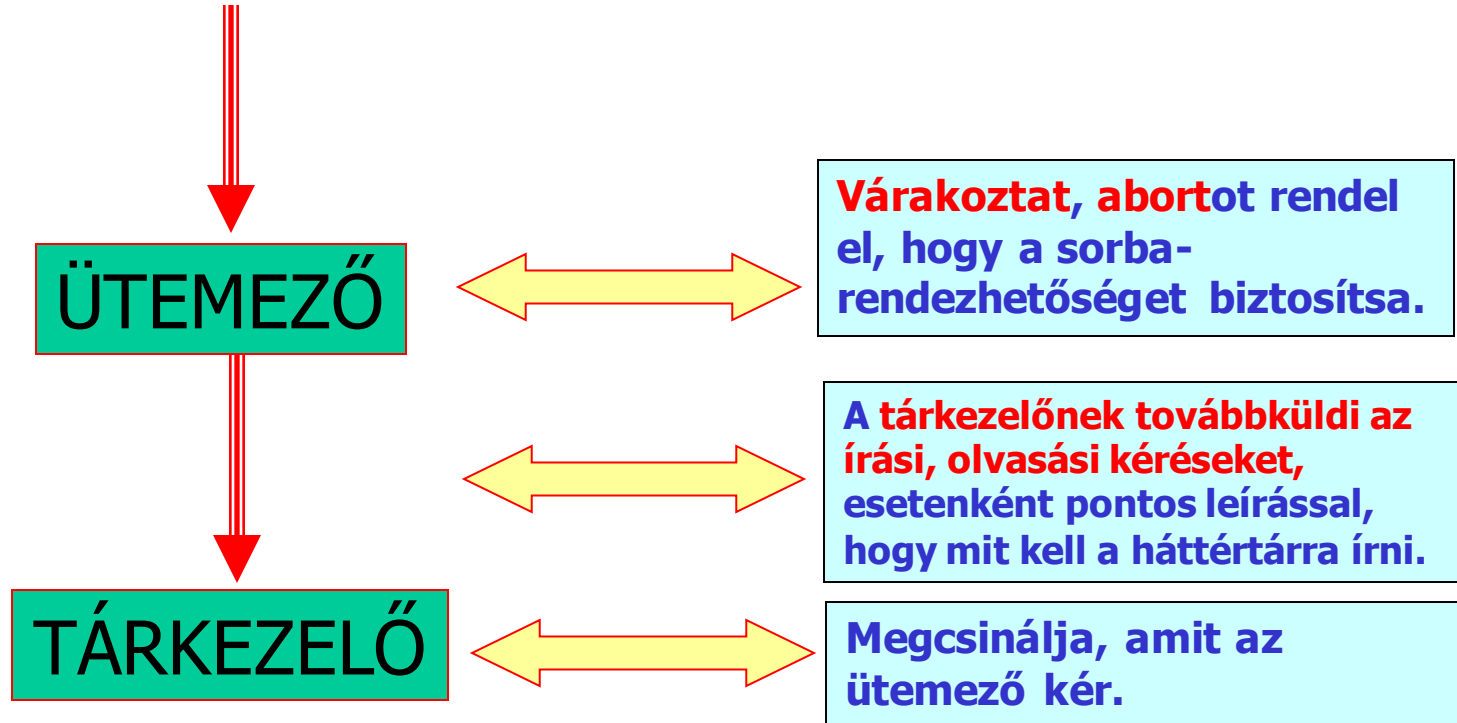 ÜTEMEZŐ
Várakoztat, abortot rendel
el, hogy a sorba-
rendezhetőséget biztosítsa.
A tárkezelőnek továbbküldi az
írási, olvasási kéréseket,
esetenként pontos leírással,
hogy mit kell a háttértárra írni.
TÁRKEZELŐ
Megcsinálja, amit az
ütemező kér.